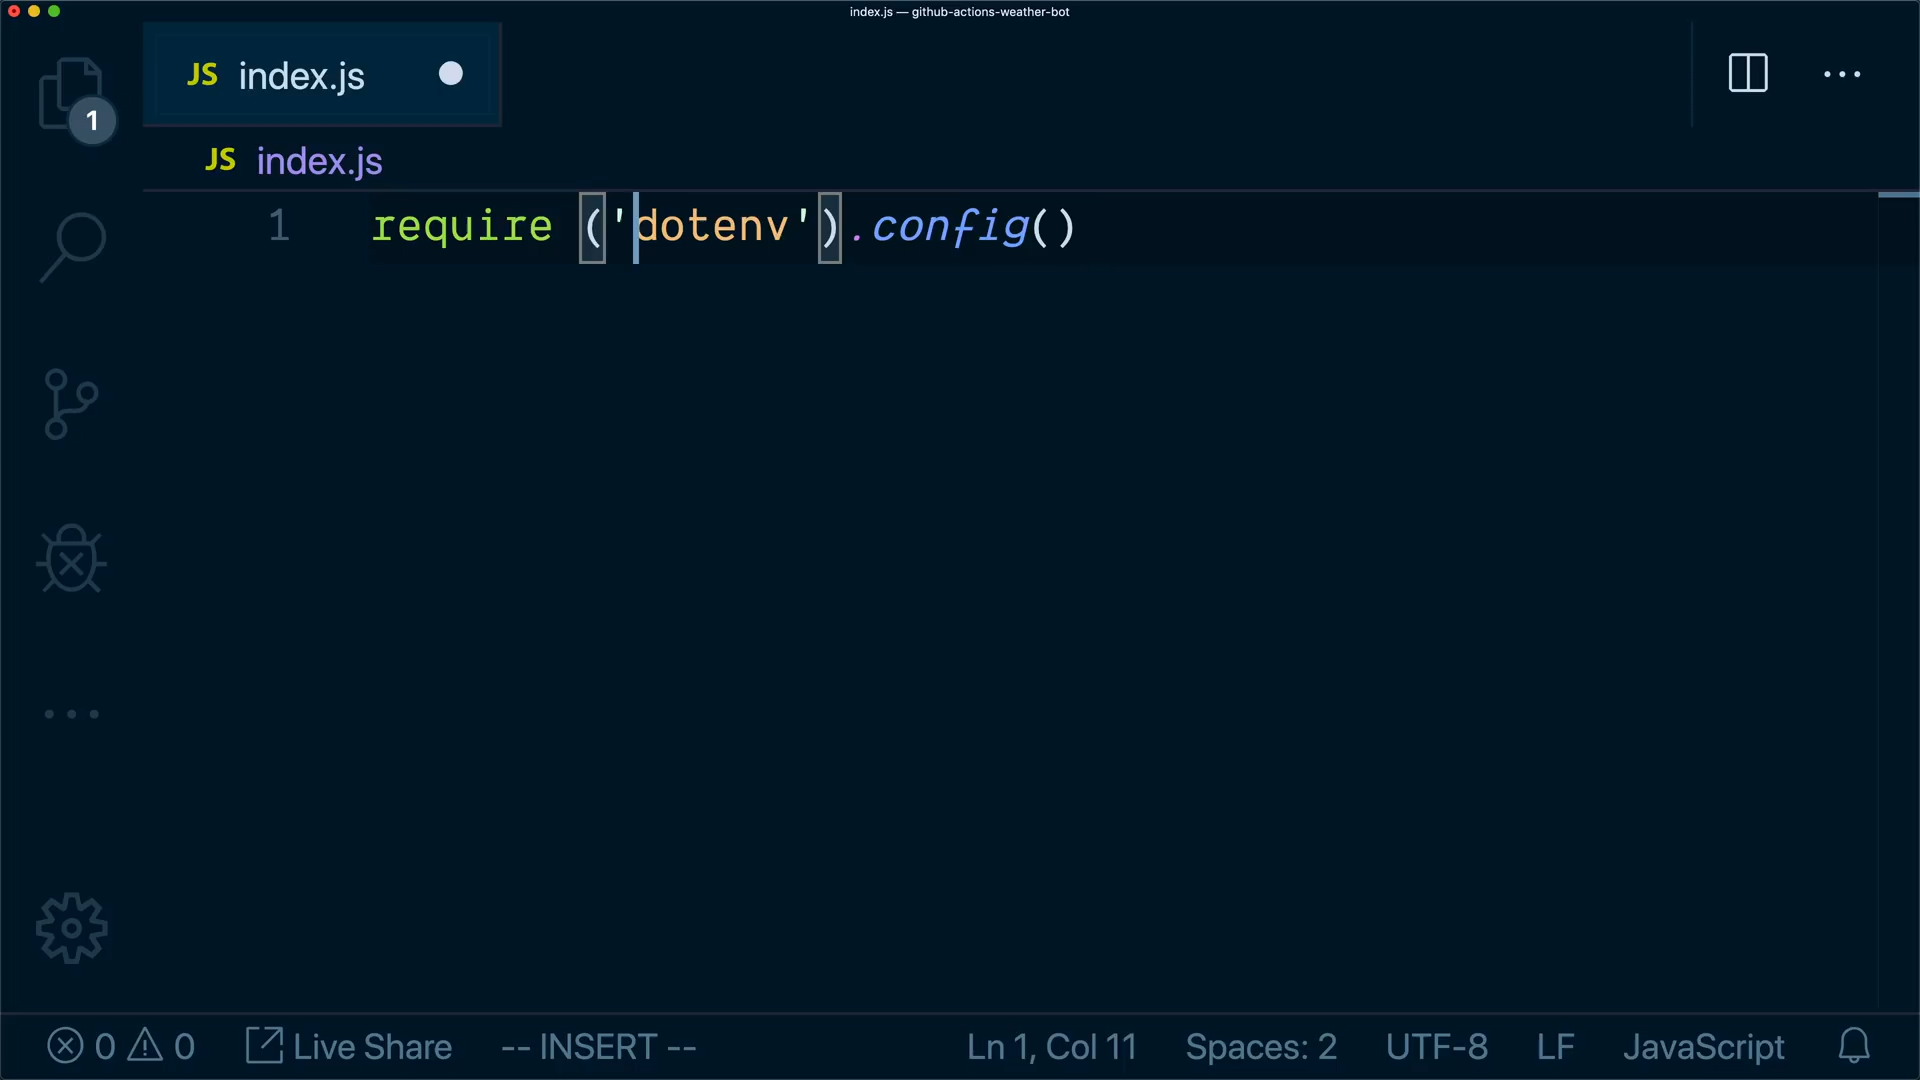 index.js — github-actions-weather-bot
JS index.js
1
JS index.js
1 require ('dotenv').config()
0 0 Live Share -- INSERT -- Ln 1, Col 11 Spaces: 2 UTF-8 LF JavaScript